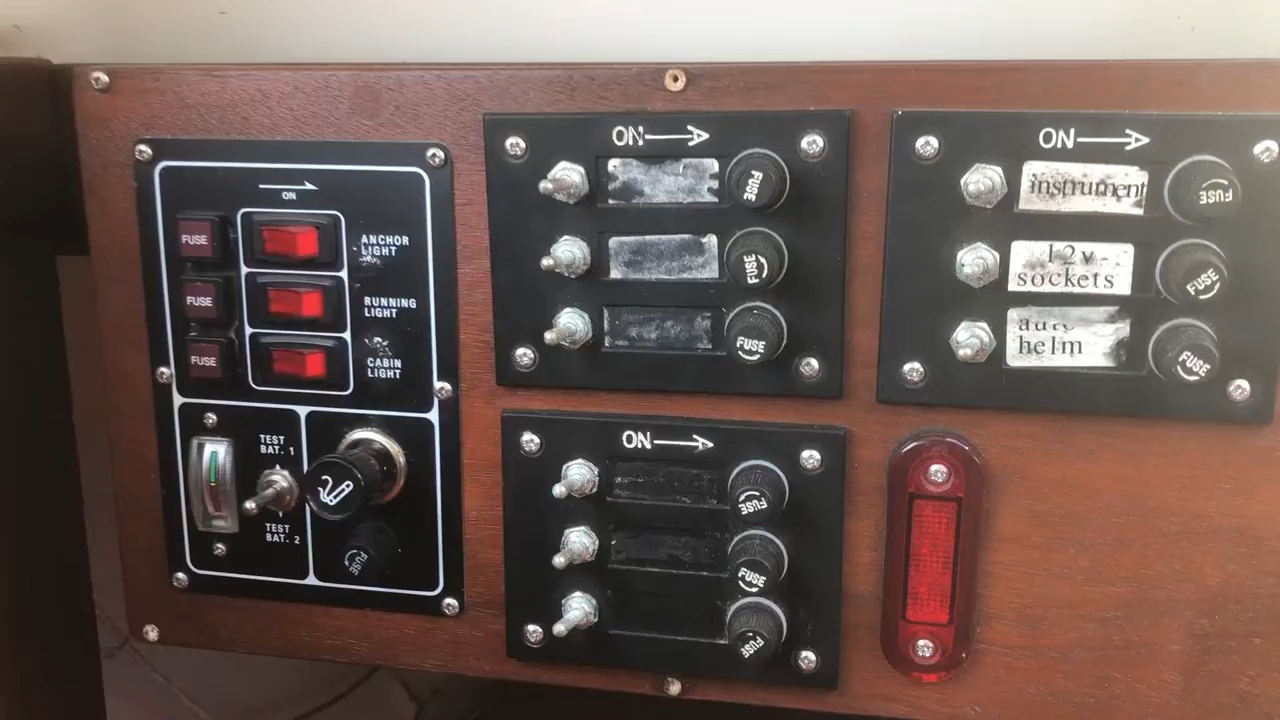 ON
FUSE
ANCHOR
LIGHT
FUSE
RUNNING
LIGHT
FUSE
CABIN
LIGHT
TEST
BAT. 1
TEST
BAT. 2
FUSE
ON
FUSE
FUSE
FUSE
ON
FUSE
FUSE
FUSE
ON
instrument
FUSE
12v-
sockets
FUSE
auto
helm
FUSE